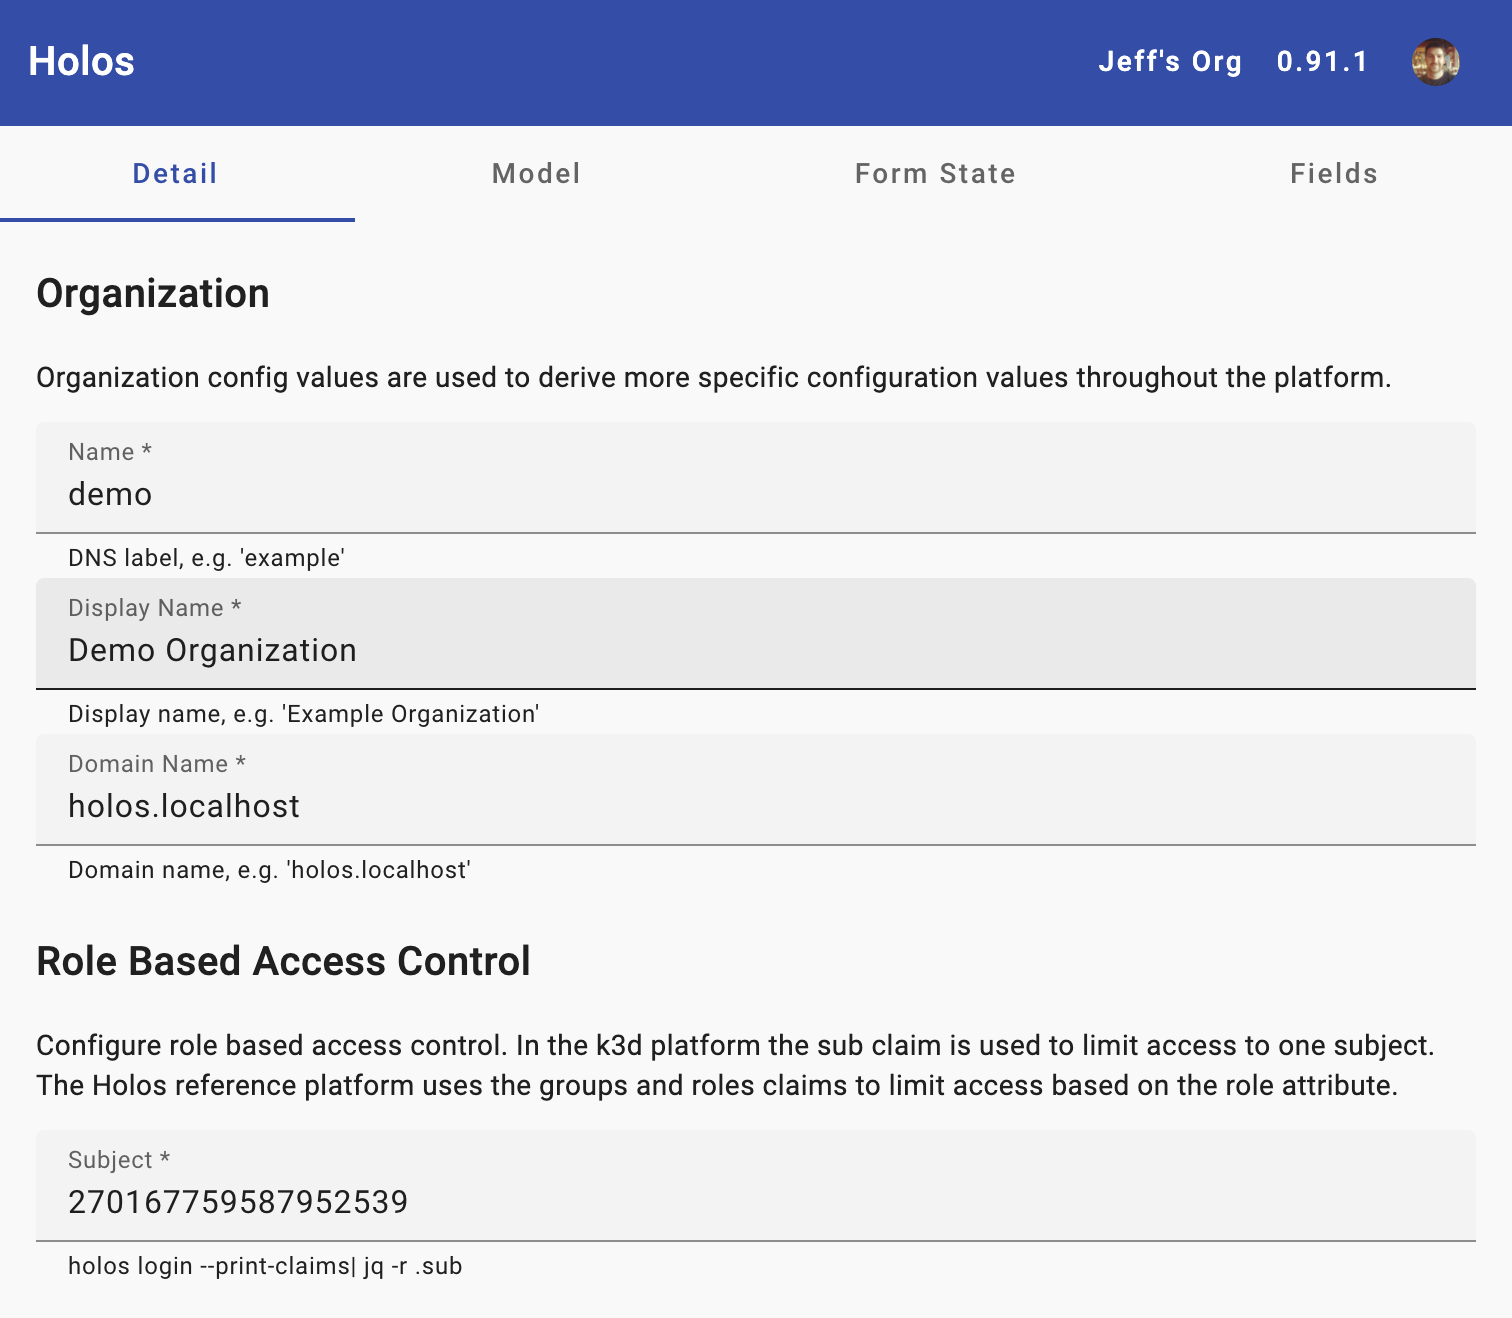 Holos
Jeff's Org 0.91.1
Detail Model Form State Fields
Organization
Organization config values are used to derive more specific configuration values throughout the platform.
Name *
demo
DNS label, e.g. 'example'
Display Name *
Demo Organization
Display name, e.g. 'Example Organization'
Domain Name *
holos.localhost
Domain name, e.g. 'holos.localhost'
Role Based Access Control
Configure role based access control. In the k3d platform the sub claim is used to limit access to one subject.
The Holos reference platform uses the groups and roles claims to limit access based on the role attribute.
Subject *
270167759587952539
holos login --print-claims| jq -r .sub